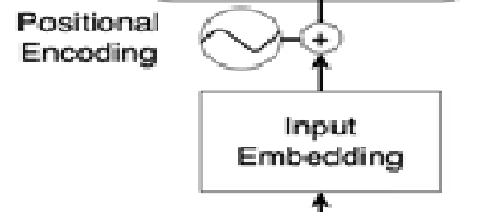 Positional
Encoding
+
Input
Embedding